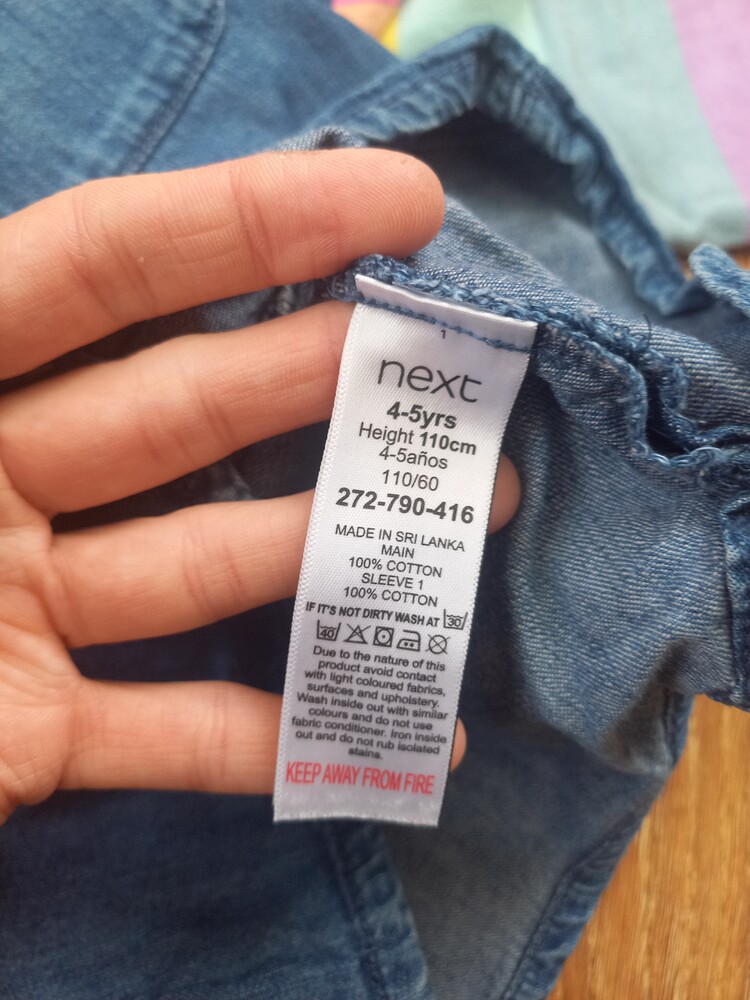 1
next
4-5yrs
Height 110cm
4-5años
110/60
272-790-416
MADE IN SRI LANKA
MAIN
100% COTTON
SLEEVE 1
100% COTTON
IF IT'S NOT DIRTY WASH AT 30
40
Due to the nature of this
product avoid contact
with light coloured fabrics,
surfaces and upholstery.
Wash inside out with similar
colours and do not use
fabric conditioner. Iron inside
out and do not rub isolated
stains.
KEEP AWAY FROM FIRE